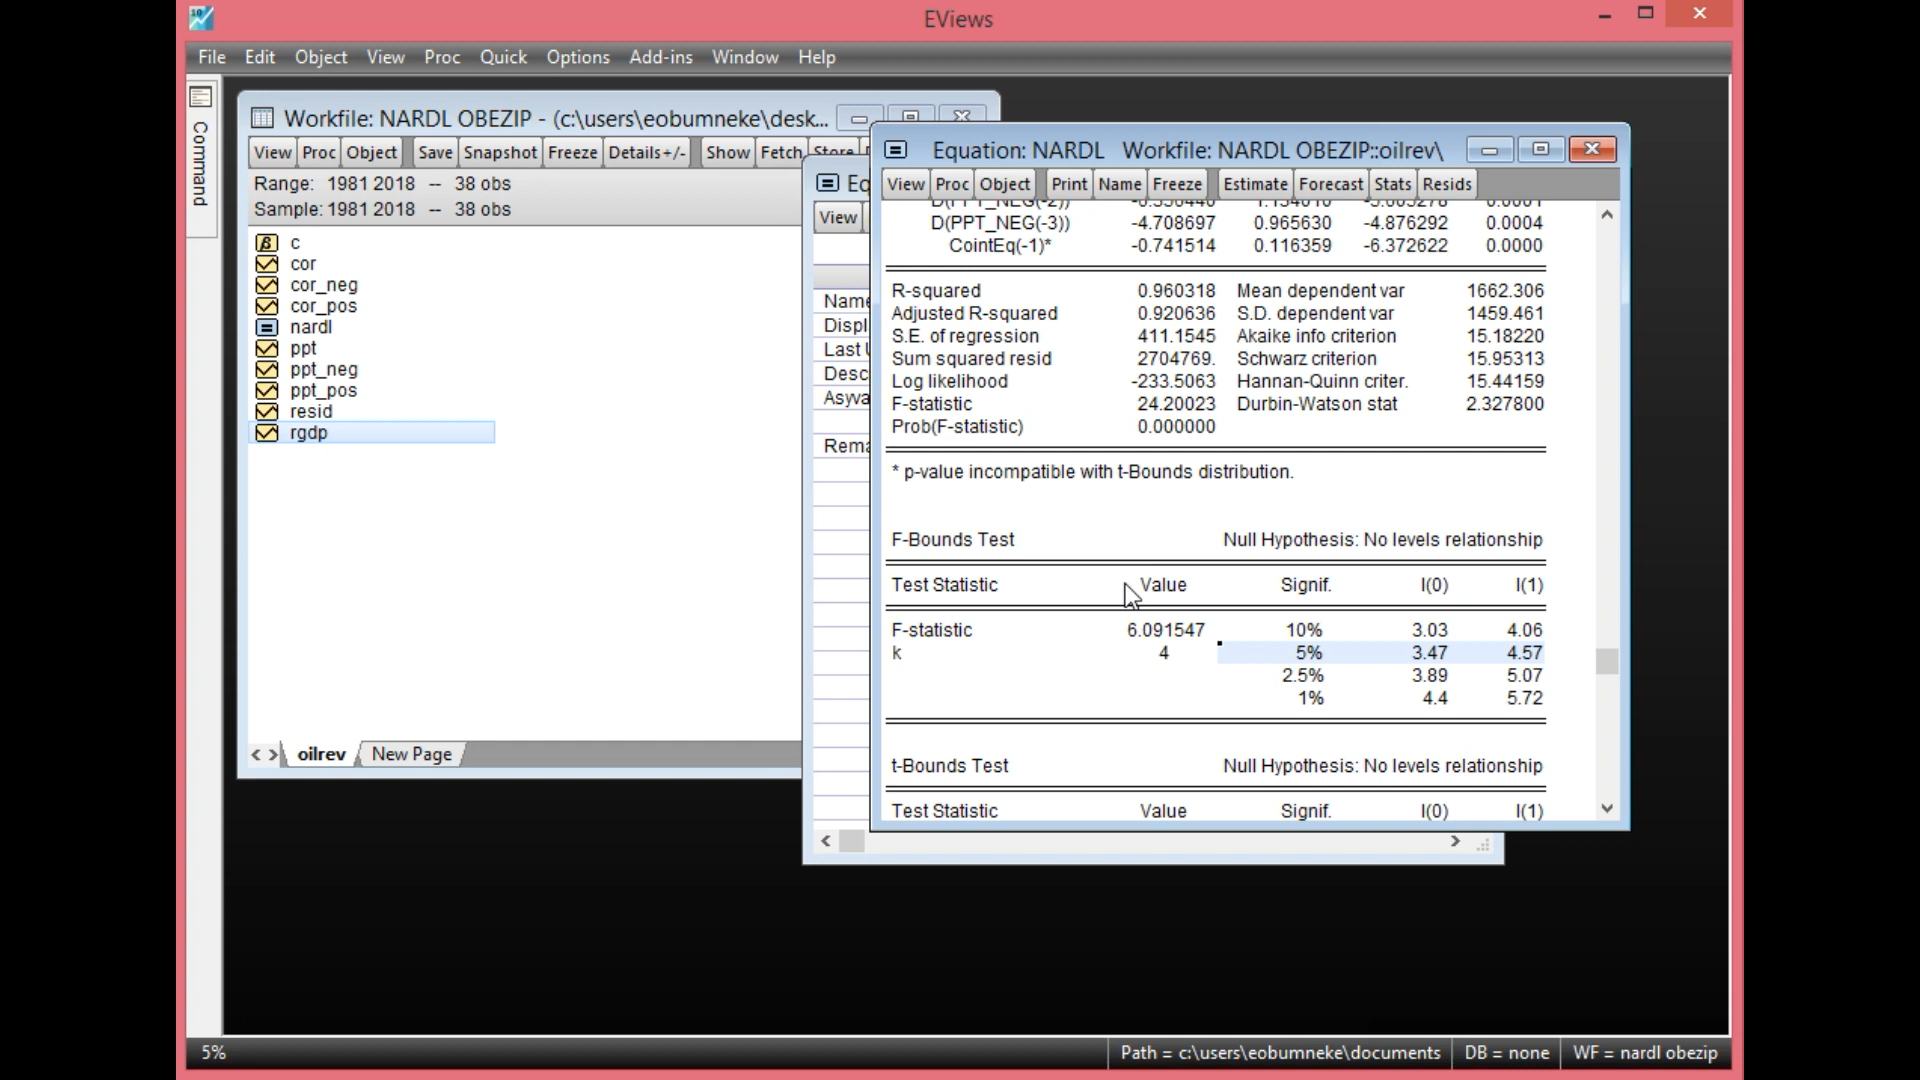 EViews
File Edit Object View Proc Quick Options Add-ins Window Help
Command
Workfile: NARDL OBEZIP - (c:\users\eobumneke\desk...
View Proc Object Save Snapshot Freeze Details+/- Show Fetch Store
Range: 1981 2018 -- 38 obs
Sample: 1981 2018 -- 38 obs
c
cor
cor_neg
cor_pos
nardl
ppt
ppt_neg
ppt_pos
resid
rgdp
oilrev New Page
Eq
View
Name
Displ
Last U
Desc
Asyva
Rema
Equation: NARDL Workfile: NARDL OBEZIP::oilrev\
View Proc Object Print Name Freeze Estimate Forecast Stats Resids
D(PPT_NEG(-3)) -4.708697 0.965630 -4.876292 0.0004
CointEq(-1)* -0.741514 0.116359 -6.372622 0.0000
R-squared 0.960318 Mean dependent var 1662.306
Adjusted R-squared 0.920636 S.D. dependent var 1459.461
S.E. of regression 411.1545 Akaike info criterion 15.18220
Sum squared resid 2704769. Schwarz criterion 15.95313
Log likelihood -233.5063 Hannan-Quinn criter. 15.44159
F-statistic 24.20023 Durbin-Watson stat 2.327800
Prob(F-statistic) 0.000000
* p-value incompatible with t-Bounds distribution.
F-Bounds Test Null Hypothesis: No levels relationship
Test Statistic Value Signif. I(0) I(1)
F-statistic 6.091547 10% 3.03 4.06
k 4 5% 3.47 4.57
2.5% 3.89 5.07
1% 4.4 5.72
t-Bounds Test Null Hypothesis: No levels relationship
Test Statistic Value Signif. I(0) I(1)
5% Path = c:\users\eobumneke\documents DB = none WF = nardl obezip